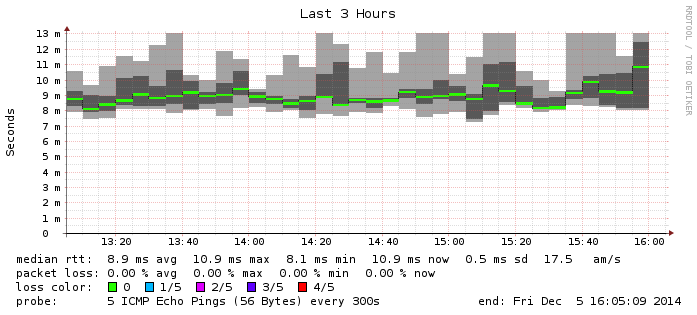 Last 3 Hours
RRDTOOL / TOBI OETIKER
Seconds
13 m
12 m
11 m
10 m
9 m
8 m
7 m
6 m
5 m
4 m
3 m
2 m
1 m
0
13:20 13:40 14:00 14:20 14:40 15:00 15:20 15:40 16:00
median rtt: 8.9 ms avg 10.9 ms max 8.1 ms min 10.9 ms now 0.5 ms sd 17.5 am/s
packet loss: 0.00 % avg 0.00 % max 0.00 % min 0.00 % now
loss color: 0 1/5 2/5 3/5 4/5
probe: 5 ICMP Echo Pings (56 Bytes) every 300s end: Fri Dec 5 16:05:09 2014